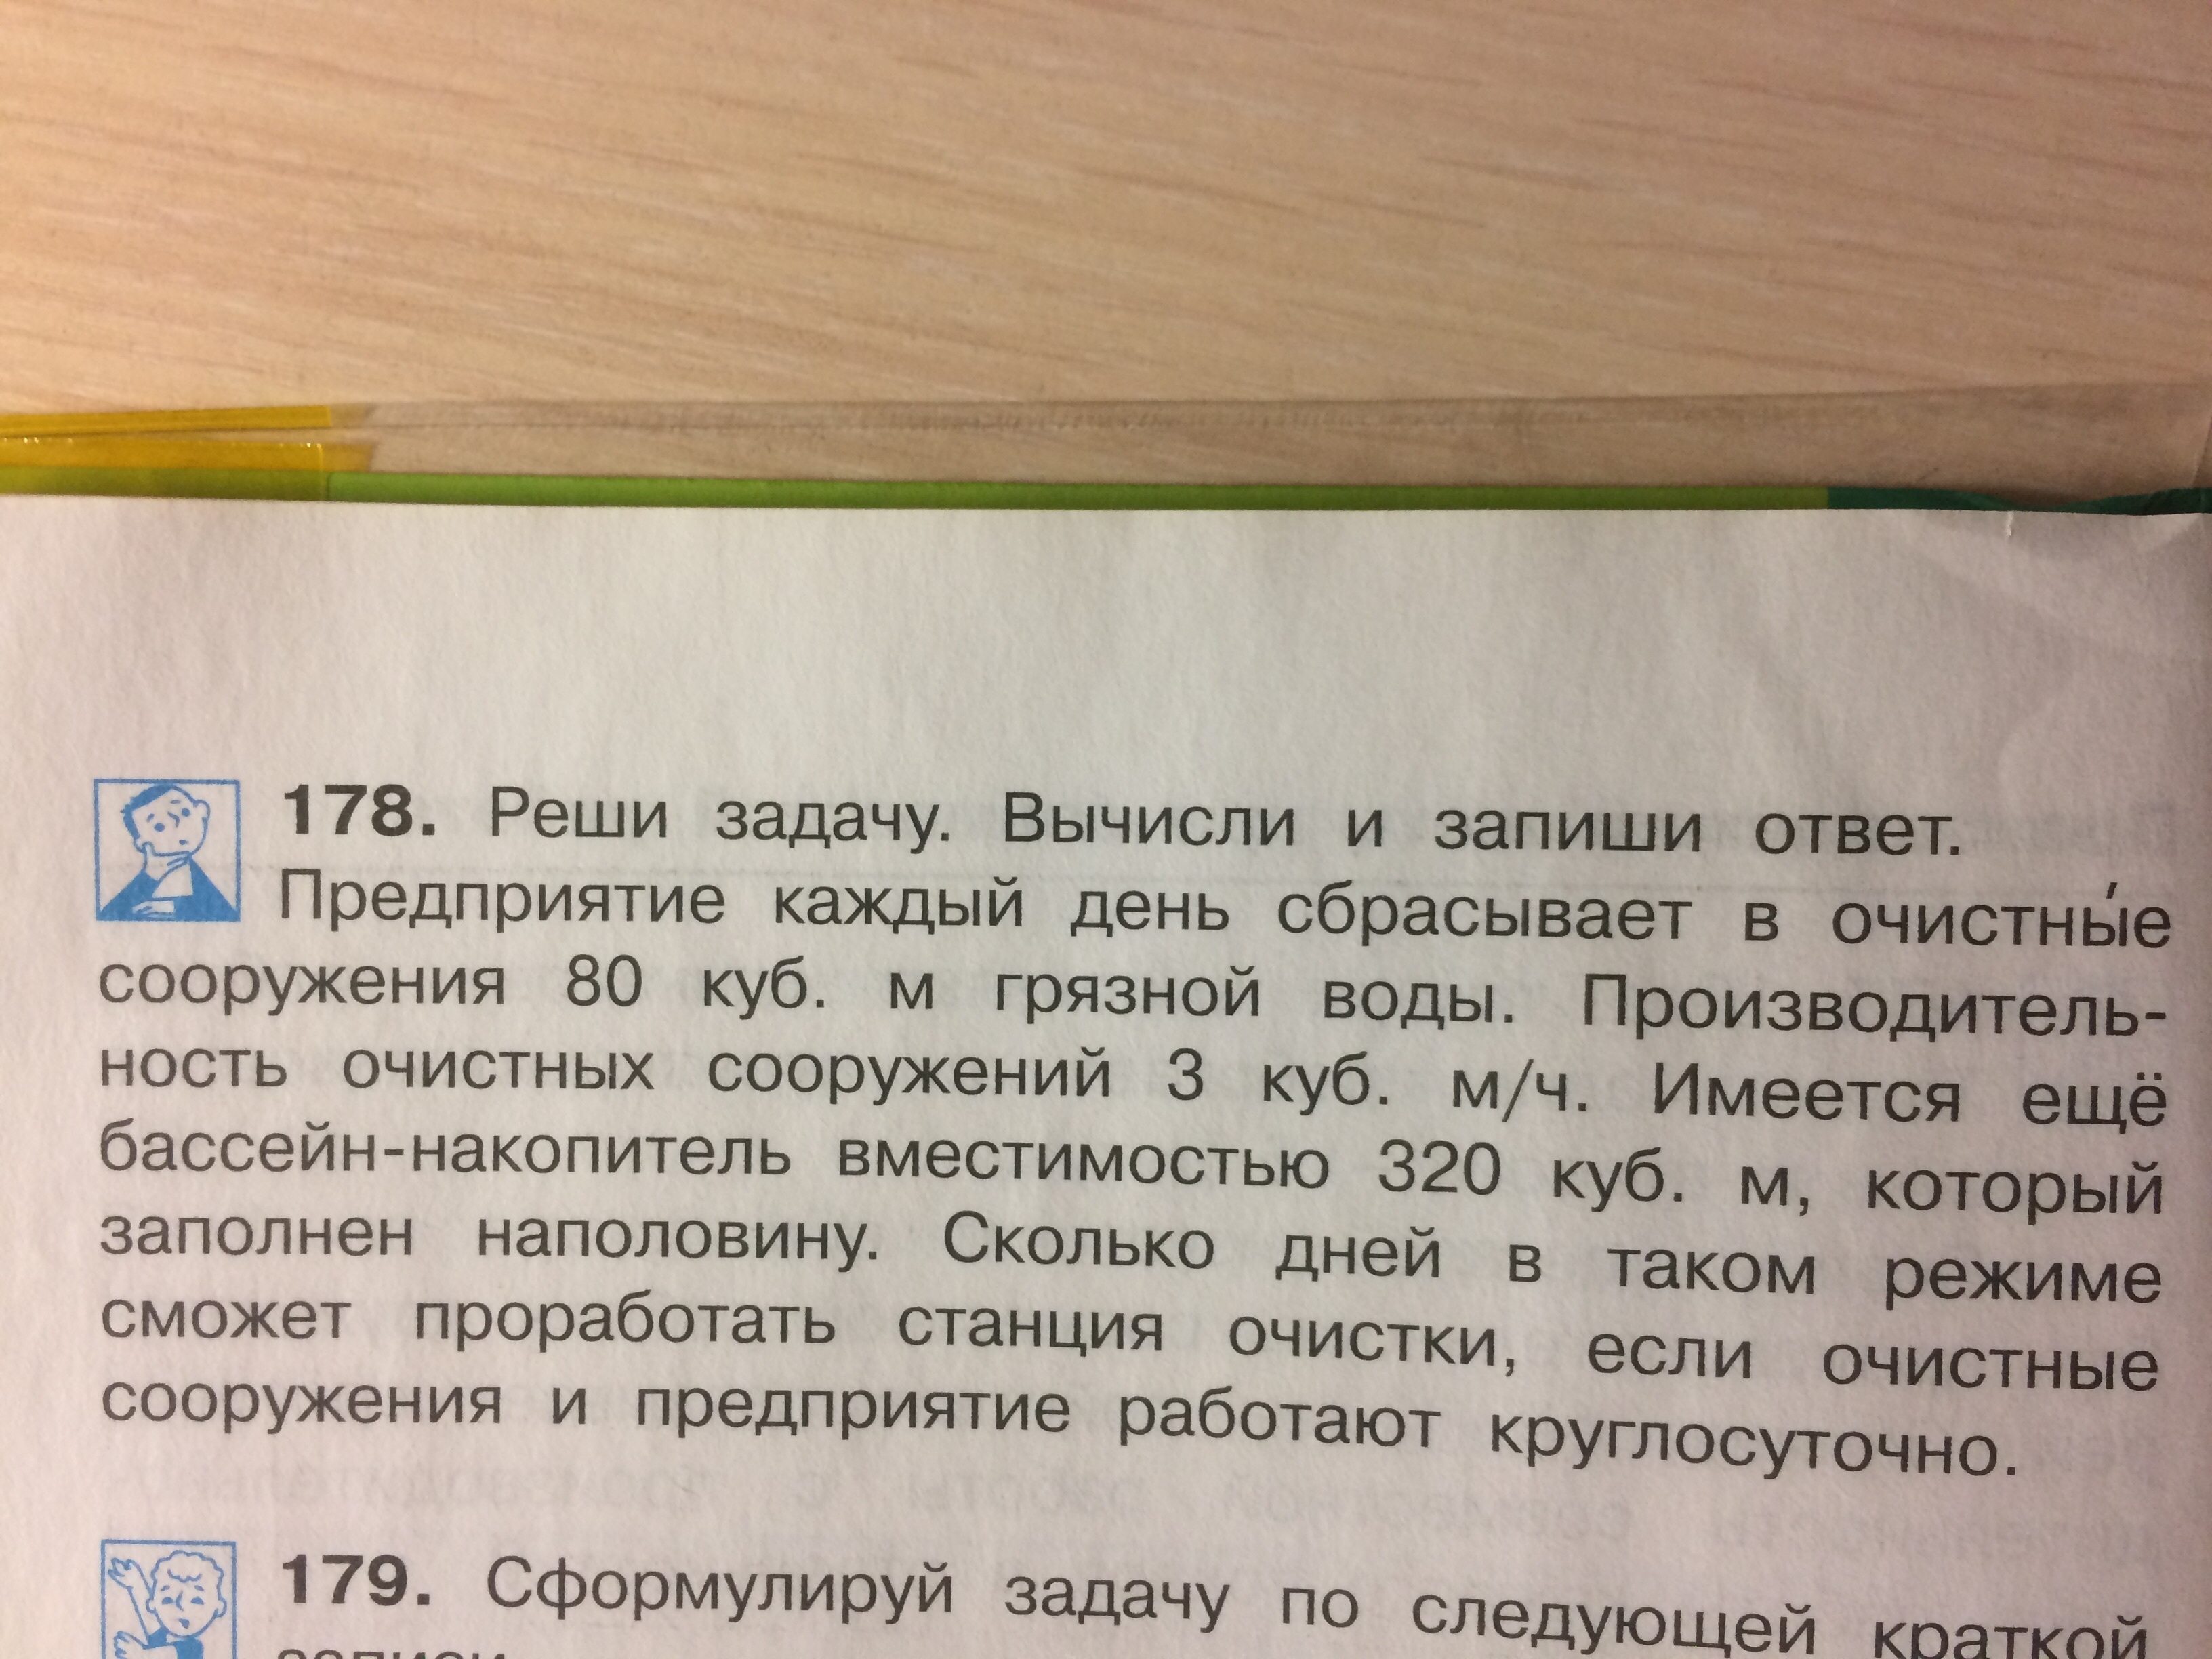 178. Реши задачу. Вычисли и запиши ответ.
Предприятие каждый день сбрасывает в очистны́е
сооружения 80 куб. м грязной воды. Производитель-
ность очистных сооружений 3 куб. м/ч. Имеется ещё
бассейн-накопитель вместимостью 320 куб. м, который
заполнен наполовину. Сколько дней в таком режиме
сможет проработать станция очистки, если очистные
сооружения и предприятие работают круглосуточно.
179. Сформулируй задачу по следующей краткой